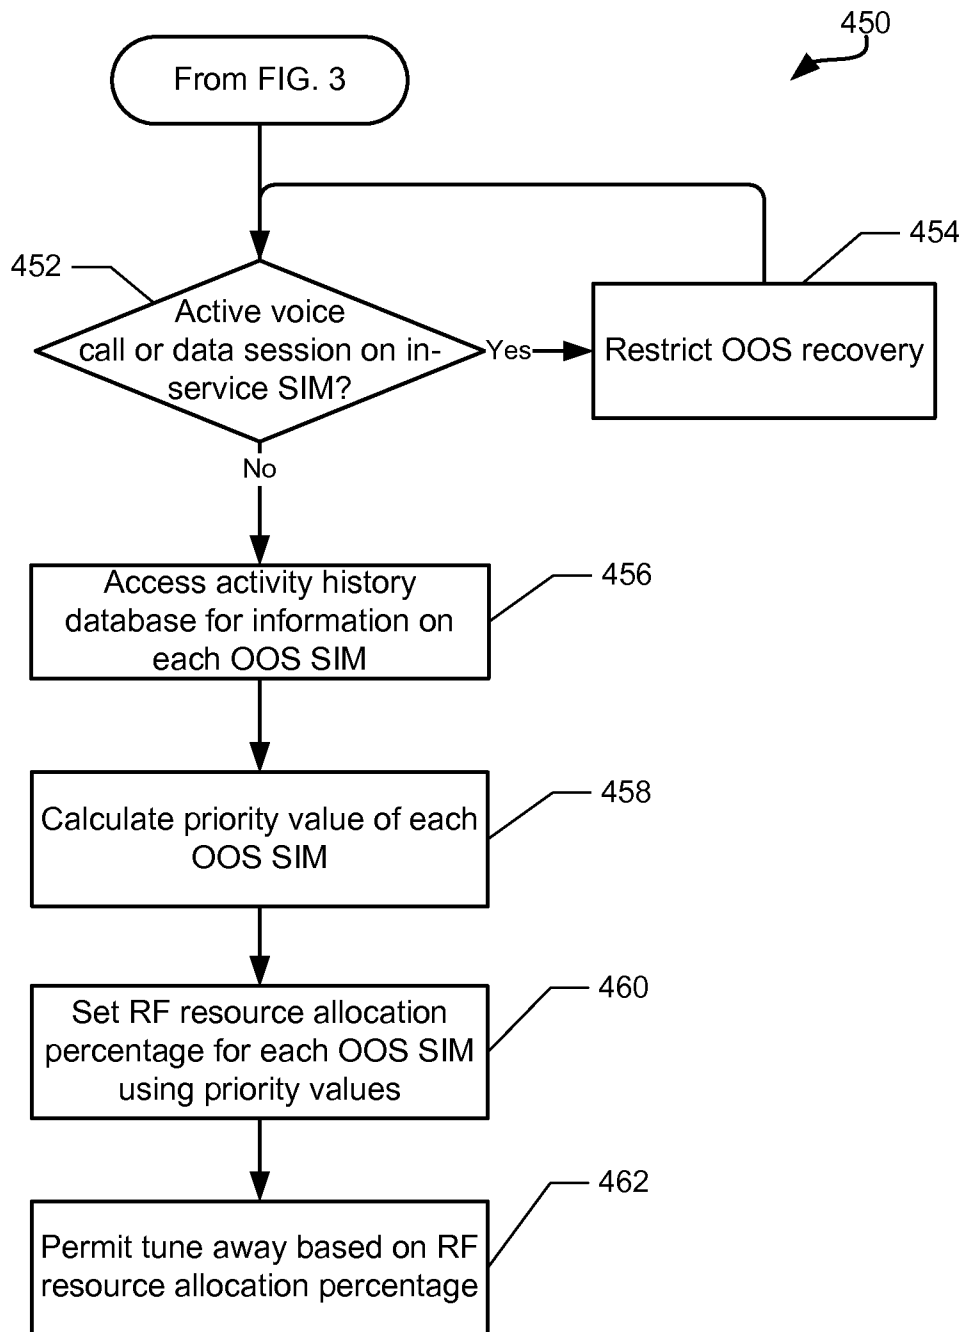 450
From FIG. 3
454
452
Active voice
call or data session on in-
service SIM?
Yes
Restrict OOS recovery
No
456
Access activity history
database for information on
each OOS SIM
458
Calculate priority value of each
OOS SIM
460
Set RF resource allocation
percentage for each OOS SIM
using priority values
462
Permit tune away based on RF
resource allocation percentage